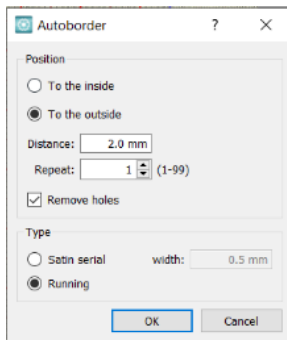 Autoborder ?
Position
To the inside
To the outside
Distance: 2.0 mm
Repeat: 1 (1-99)
Remove holes
Type
Satin serial width: 0.5 mm
Running
OK Cancel